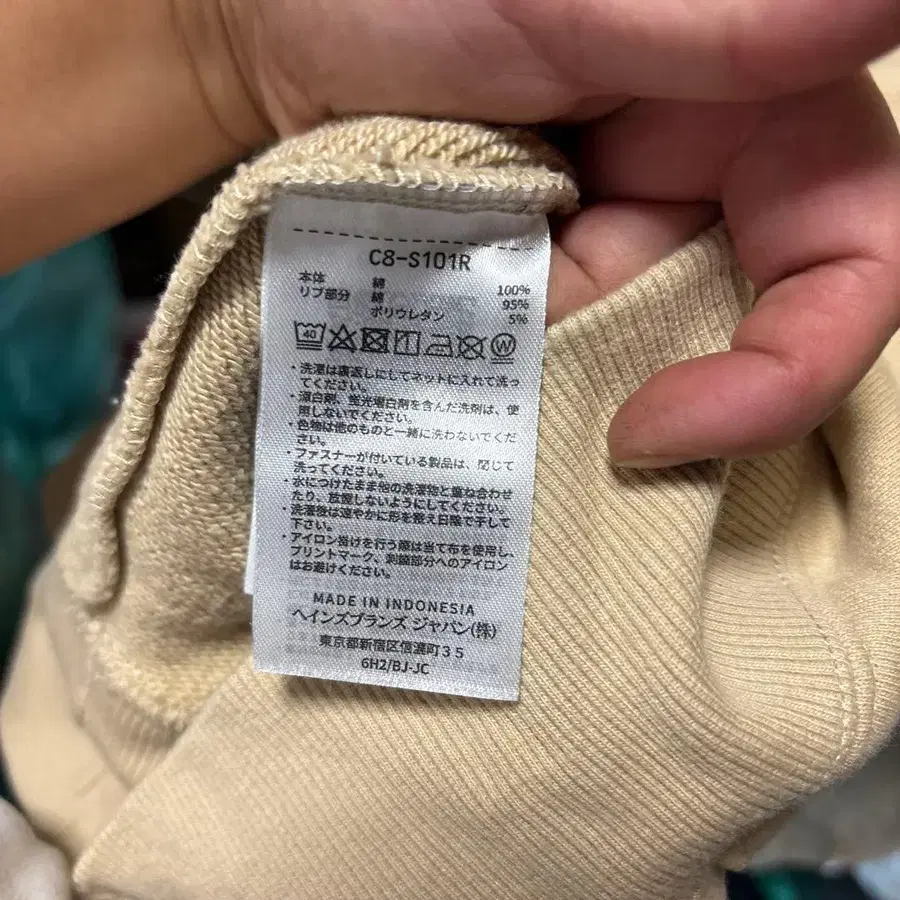 C8-S101R
本体 綿 100%
リブ部分 綿 95%
ポリウレタン 5%
40
W
・洗濯は裏返しにしてネットに入れて洗っ
てください。
・漂白剤、蛍光増白剤を含んだ洗剤は、使
用しないでください。
・色物は他のものと一緒に洗わないでくだ
さい。
・ファスナーが付いている製品は、閉じて
洗ってください。
・水につけたまま他の洗濯物と重ね合わせ
たり、放置しないようにしてください。
・洗濯後は速やかに形を整え日陰で干して
下さい。
・アイロン掛けを行う際は当て布を使用し、
プリントマーク、刺繍部分へのアイロン
はお避けください。
MADE IN INDONESIA
ヘインズブランズ ジャパン(株)
東京都新宿区信濃町35
6H2/BJ-JC